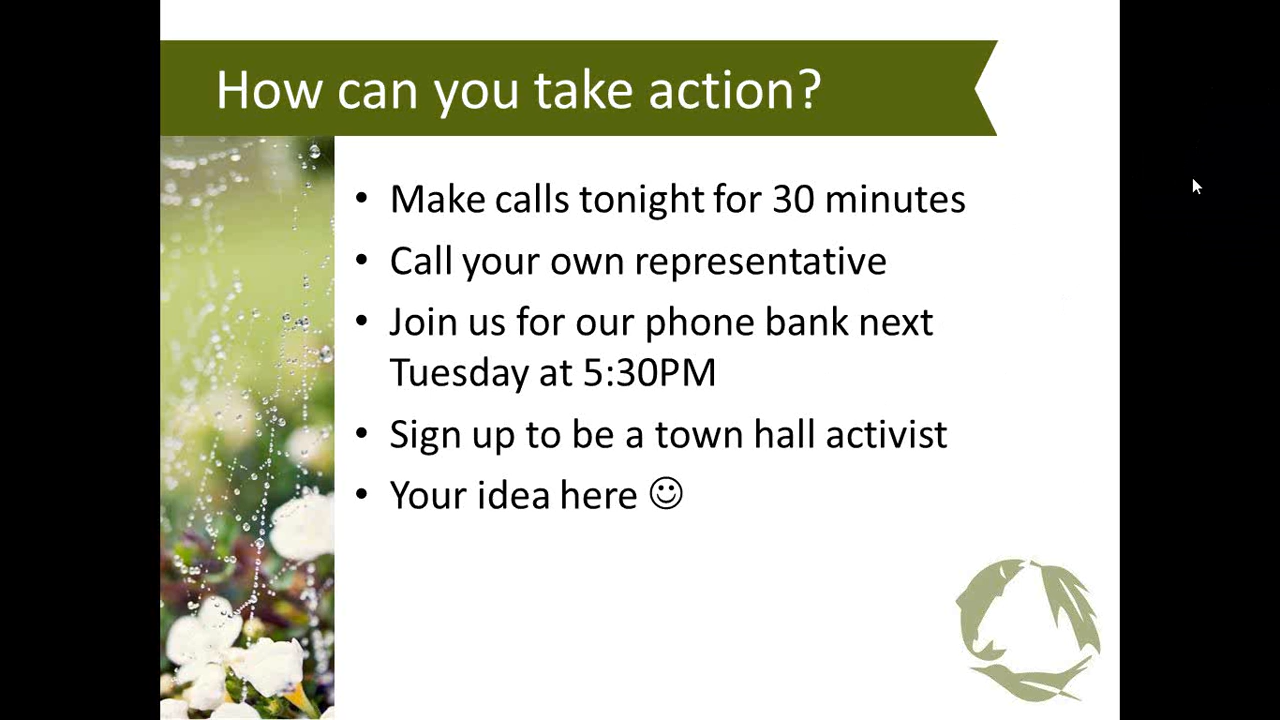 How can you take action?
• Make calls tonight for 30 minutes
• Call your own representative
• Join us for our phone bank next
Tuesday at 5:30PM
• Sign up to be a town hall activist
• Your idea here ☺